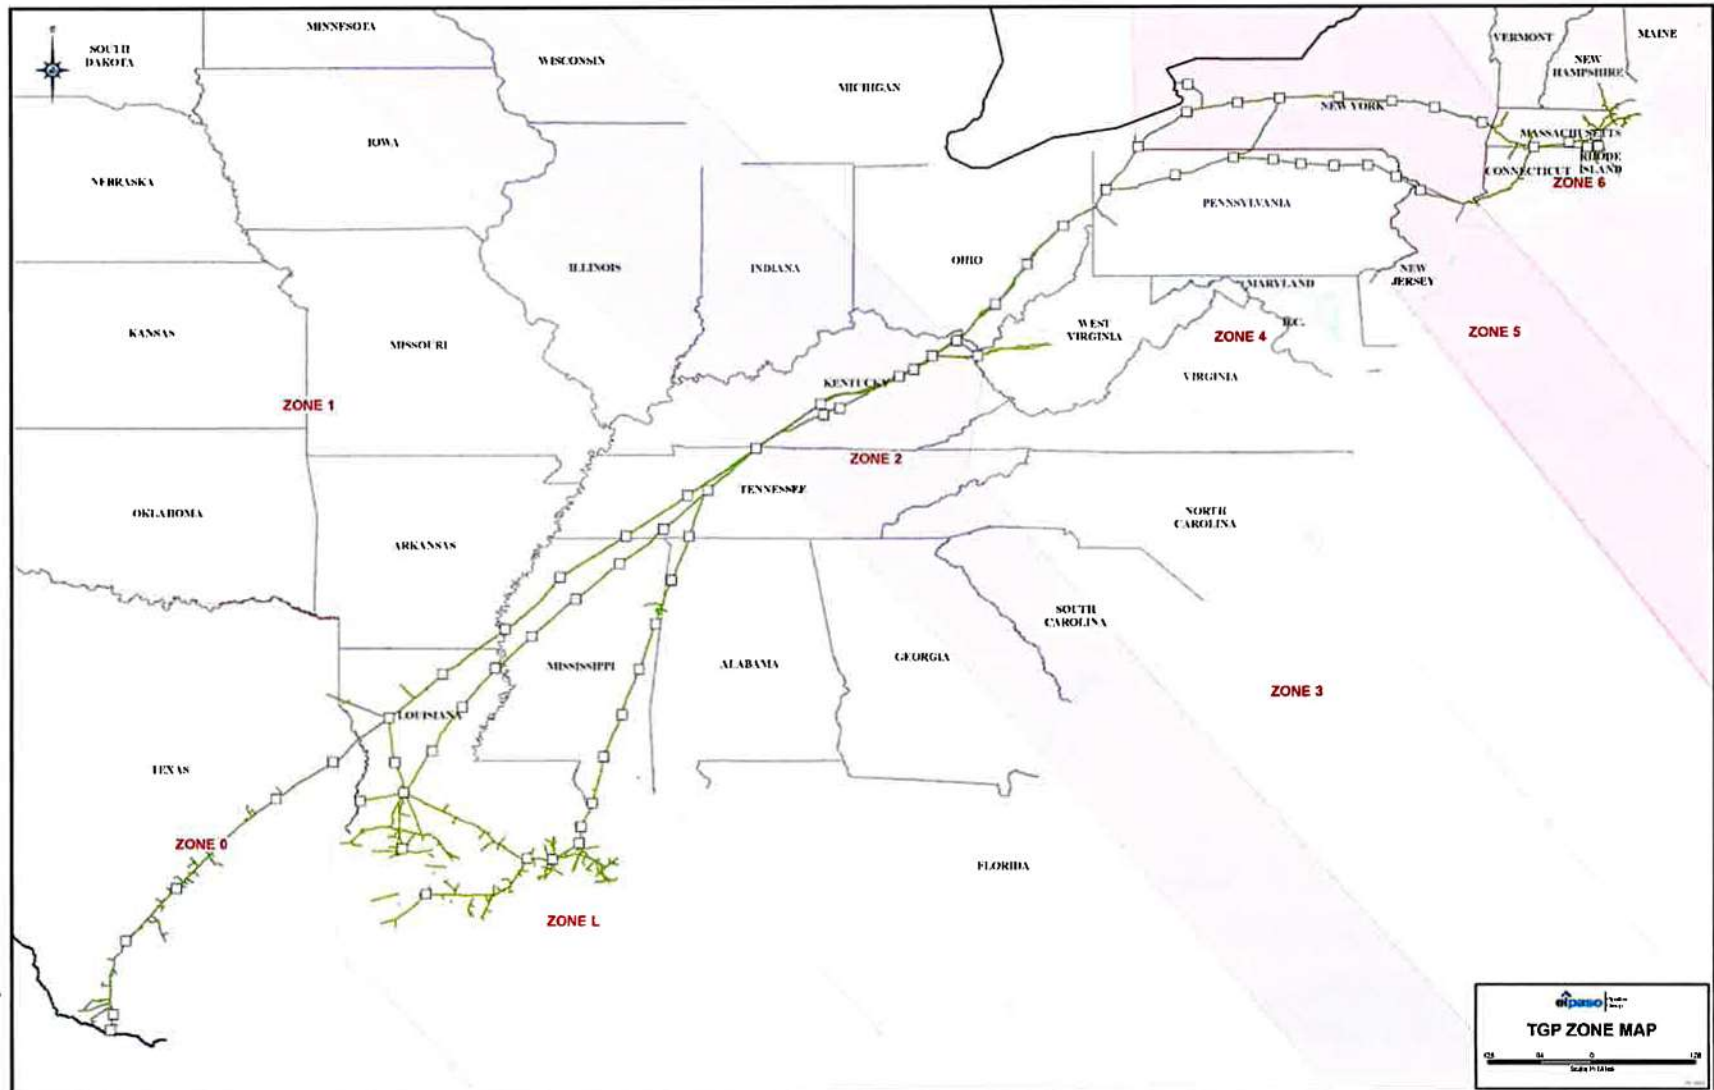 MINNESOTA
SOUTH
DAKOTA
WISCONSIN
MICHIGAN
VERMONT
MAINE
NEW
HAMPSHIRE
NEW YORK
MASSACHUSETTS
RHODE
ISLAND
CONNECTICUT
ZONE 6
IOWA
NEBRASKA
PENNSYLVANIA
ILLINOIS
INDIANA
OHIO
NEW
JERSEY
MARYLAND
D.C.
KANSAS
MISSOURI
WEST
VIRGINIA
ZONE 4
ZONE 5
VIRGINIA
KENTUCKY
ZONE 1
ZONE 2
TENNESSEE
OKLAHOMA
ARKANSAS
NORTH
CAROLINA
SOUTH
CAROLINA
MISSISSIPPI
ALABAMA
GEORGIA
ZONE 3
LOUISIANA
TEXAS
ZONE 0
FLORIDA
ZONE L
elpaso
TGP ZONE MAP